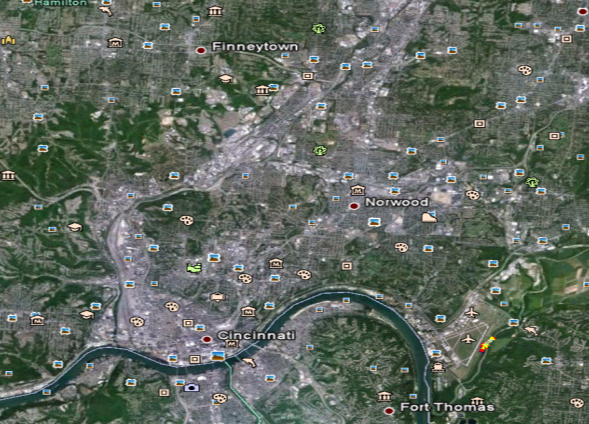 Hamilton
Finneytown
Norwood
Cincinnati
Fort Thomas